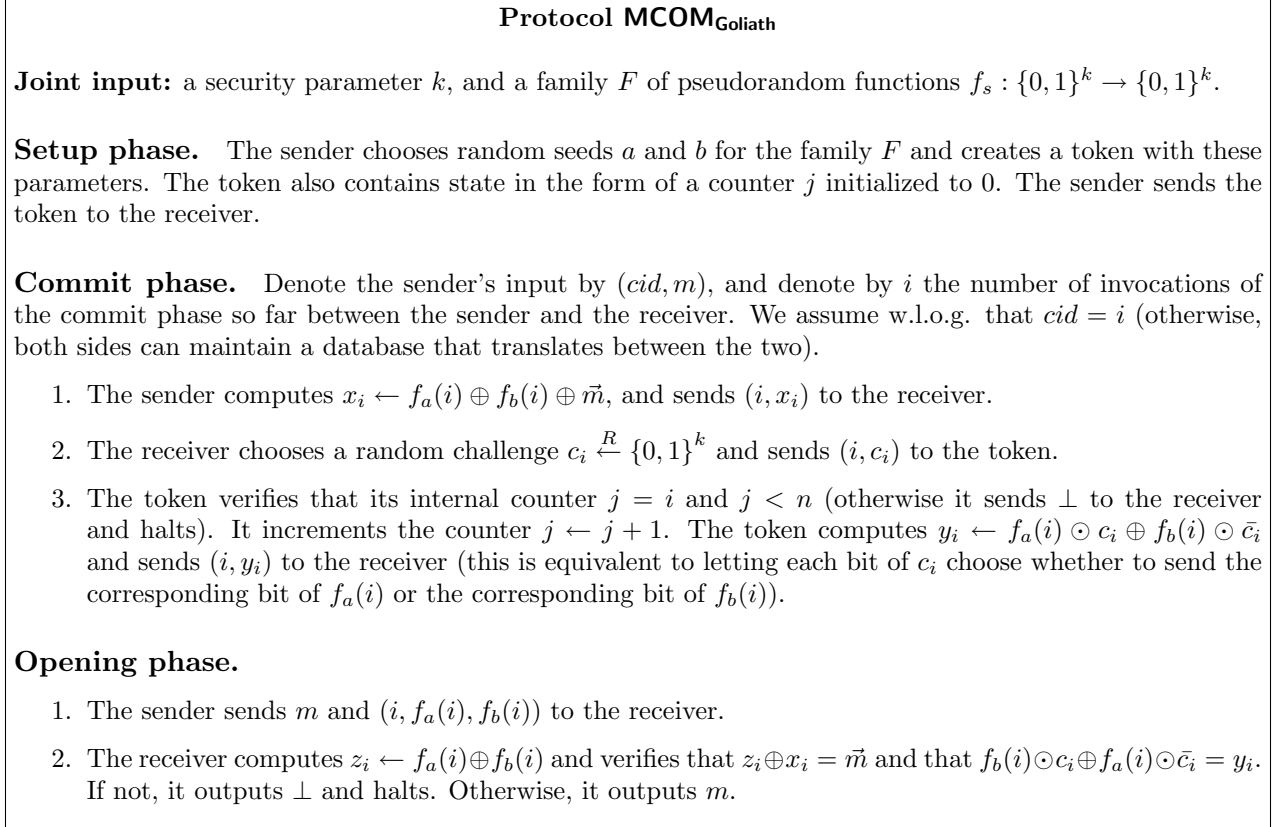 Protocol MCOM_Goliath
Joint input: a security parameter k, and a family F of pseudorandom functions f_s : {0, 1}^k → {0, 1}^k.
Setup phase. The sender chooses random seeds a and b for the family F and creates a token with these
parameters. The token also contains state in the form of a counter j initialized to 0. The sender sends the
token to the receiver.
Commit phase. Denote the sender's input by (cid, m), and denote by i the number of invocations of
the commit phase so far between the sender and the receiver. We assume w.l.o.g. that cid = i (otherwise,
both sides can maintain a database that translates between the two).
1. The sender computes x_i ← f_a(i) ⊕ f_b(i) ⊕ m⃗, and sends (i, x_i) to the receiver.
2. The receiver chooses a random challenge c_i ←^R {0, 1}^k and sends (i, c_i) to the token.
3. The token verifies that its internal counter j = i and j < n (otherwise it sends ⊥ to the receiver
and halts). It increments the counter j ← j + 1. The token computes y_i ← f_a(i) ⊙ c_i ⊕ f_b(i) ⊙ c̄_i
and sends (i, y_i) to the receiver (this is equivalent to letting each bit of c_i choose whether to send the
corresponding bit of f_a(i) or the corresponding bit of f_b(i)).
Opening phase.
1. The sender sends m and (i, f_a(i), f_b(i)) to the receiver.
2. The receiver computes z_i ← f_a(i)⊕f_b(i) and verifies that z_i⊕x_i = m⃗ and that f_b(i)⊙c_i⊕f_a(i)⊙c̄_i = y_i.
If not, it outputs ⊥ and halts. Otherwise, it outputs m.